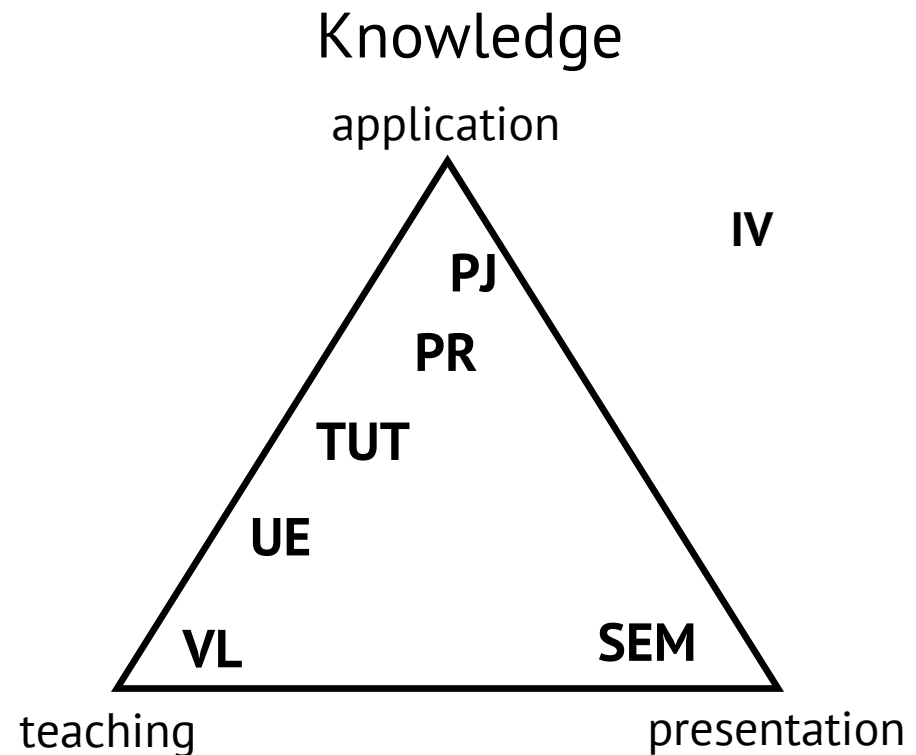 Knowledge
application
IV
PJ
PR
TUT
UE
VL
SEM
teaching
presentation